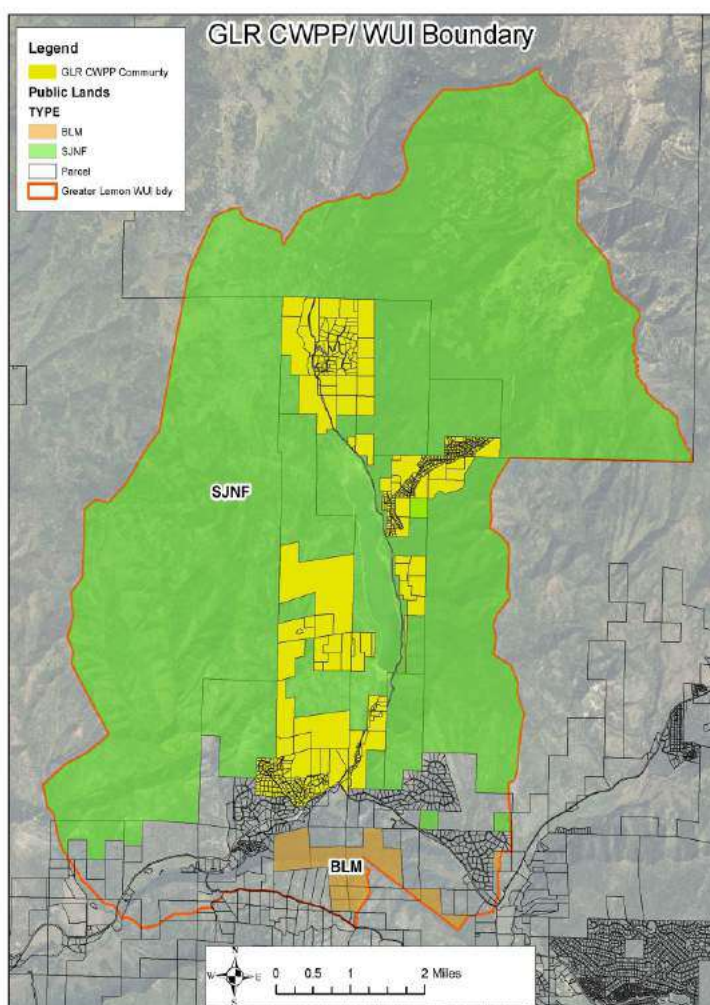 GLR CWPP/ WUI Boundary
Legend
GLR CWPP Community
Public Lands
TYPE
BLM
SJNF
Parcel
Greater Lemon WUI bdy
SJNF
BLM
N
W E
S
0 0.5 1 2 Miles